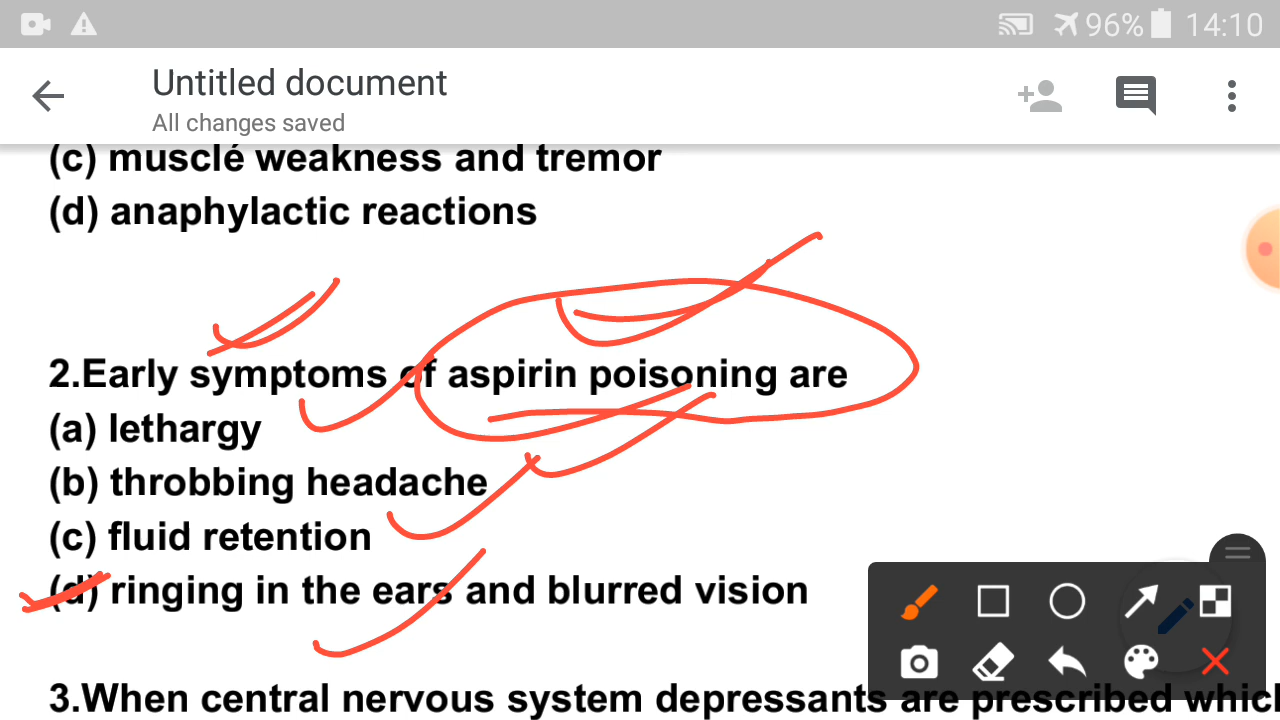 96% 14:10
Untitled document
All changes saved
(c) musclé weakness and tremor
(d) anaphylactic reactions
2.Early symptoms of aspirin poisoning are
(a) lethargy
(b) throbbing headache
(c) fluid retention
(d) ringing in the ears and blurred vision
3.When central nervous system depressants are prescribed whic